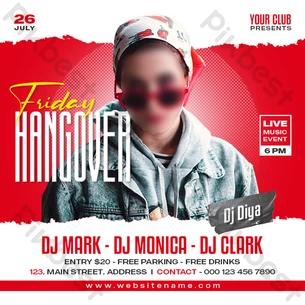 26
JULY
YOUR CLUB
PRESENTS
Friday
HANGOVER
LIVE
MUSIC
EVENT
6 PM
Dj Diya
DJ MARK - DJ MONICA - DJ CLARK
ENTRY $20 - FREE PARKING - FREE DRINKS
123. MAIN STREET. ADDRESS I CONTACT - 000 123 456 7890
www.websitename.com